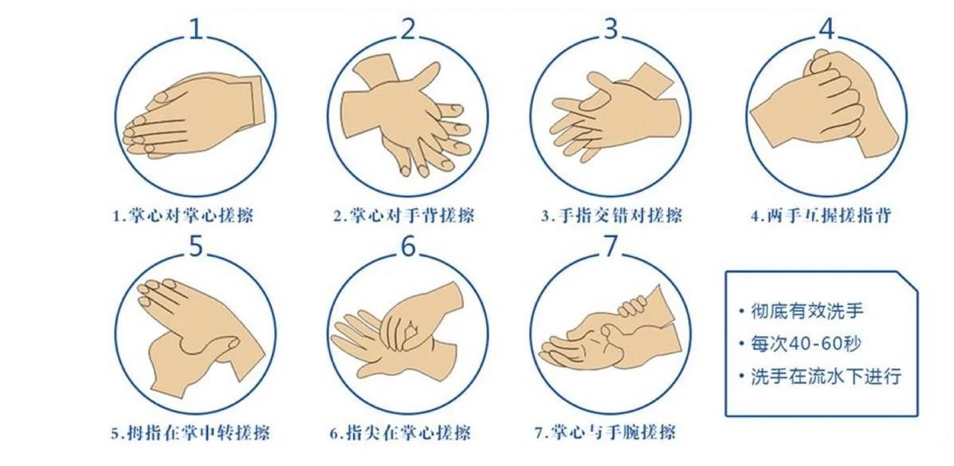 1
2
3
4
1.掌心对掌心搓擦
2.掌心对手背搓擦
3.手指交错对搓擦
4.两手互握搓指背
5
6
7
5.拇指在掌中转搓擦
6.指尖在掌心搓擦
7.掌心与手腕搓擦
• 彻底有效洗手
• 每次40-60秒
• 洗手在流水下进行